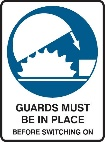 GUARDS MUST
BE IN PLACE
BEFORE SWITCHING ON